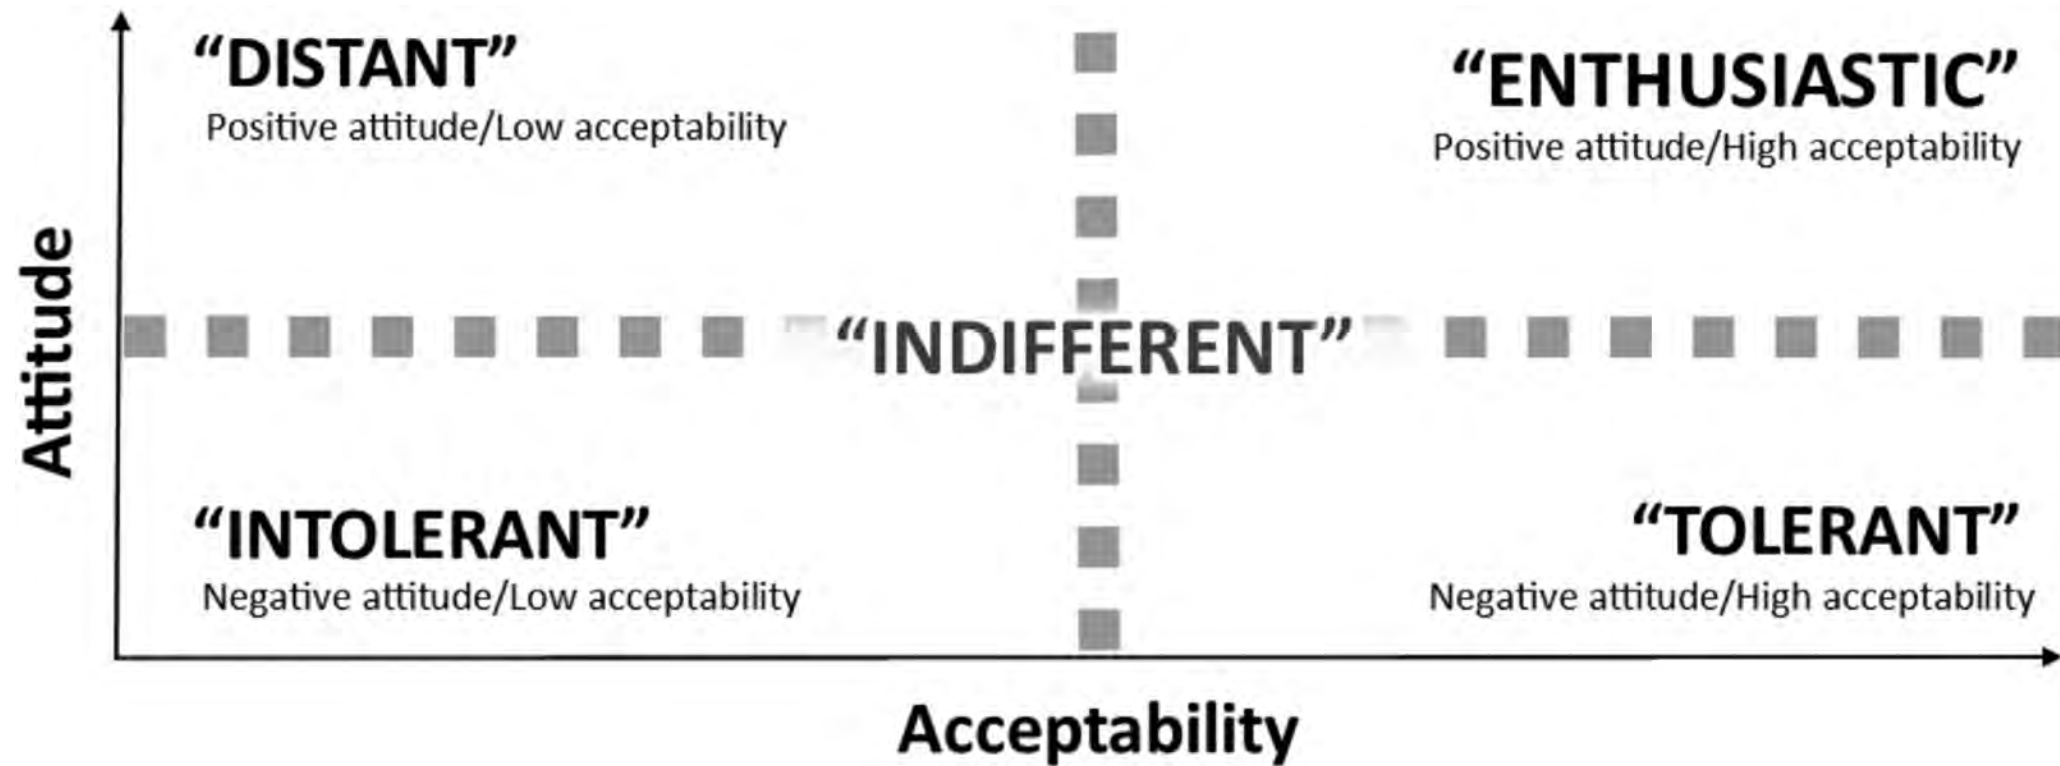 “DISTANT”
Positive attitude/Low acceptability
“ENTHUSIASTIC”
Positive attitude/High acceptability
Attitude
“INDIFFERENT”
“INTOLERANT”
Negative attitude/Low acceptability
“TOLERANT”
Negative attitude/High acceptability
Acceptability